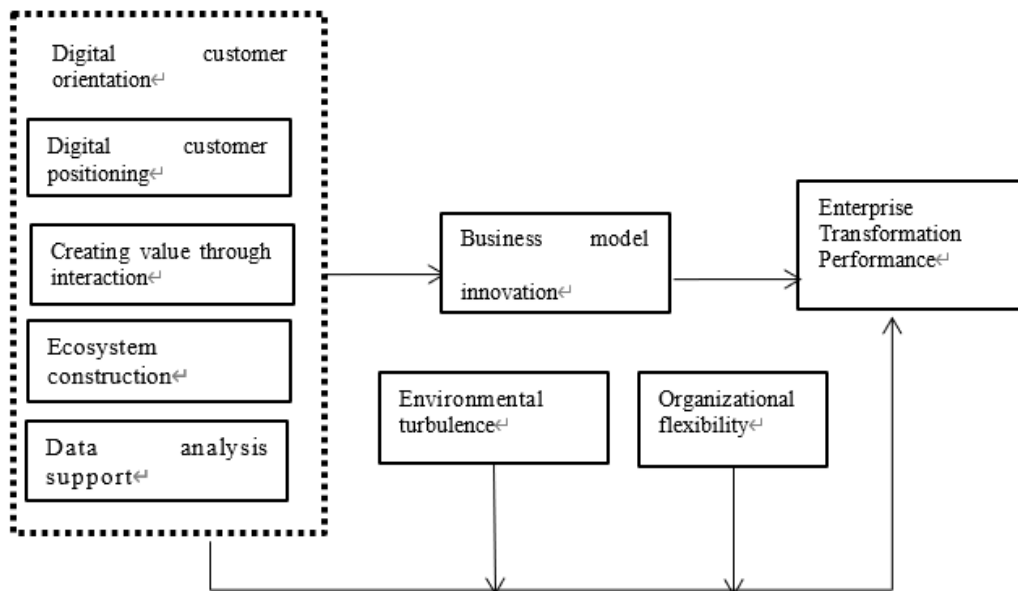 Digital customer
orientation↵
Digital customer
positioning↵
Creating value through
interaction↵
Ecosystem
construction↵
Data analysis
support↵
Business model
innovation↵
Enterprise
Transformation
Performance↵
Environmental
turbulence↵
Organizational
flexibility↵